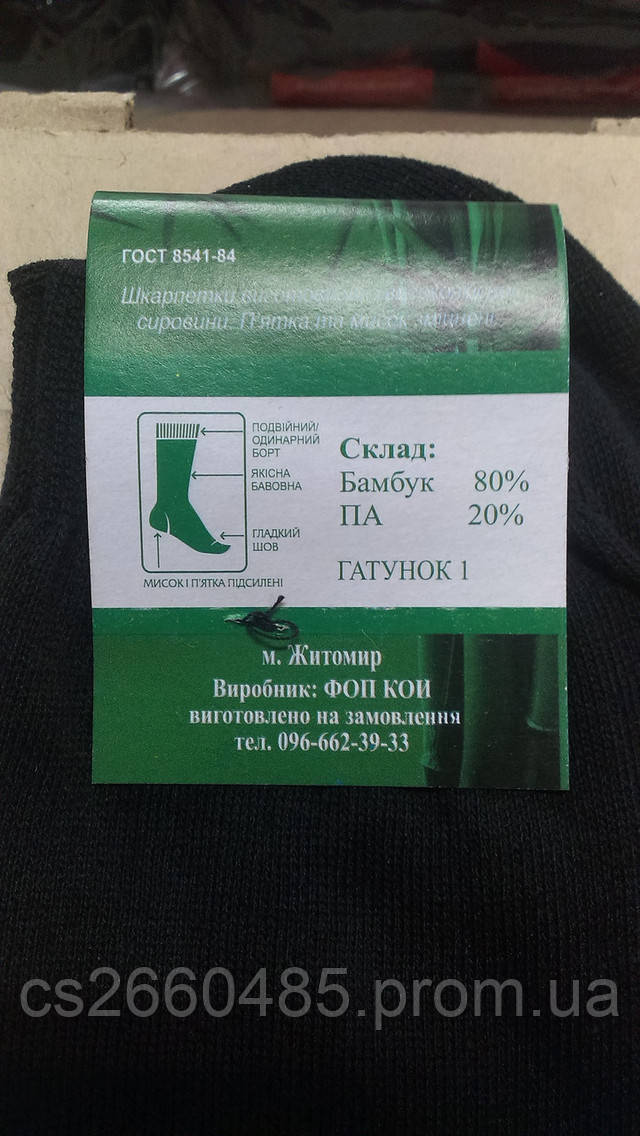 ГОСТ 8541-84
Шкарпетки
сировини. П'ятка та мисок зміцнені.
ПОДВІЙНИЙ/
ОДИНАРНИЙ
БОРТ
ЯКІСНА
БАВОВНА
ГЛАДКИЙ
ШОВ
МИСОК І П'ЯТКА ПІДСИЛЕНІ
Склад:
Бамбук 80%
ПА 20%
ГАТУНОК 1
м. Житомир
Виробник: ФОП КОИ
виготовлено на замовлення
тел. 096-662-39-33
cs2660485.prom.ua